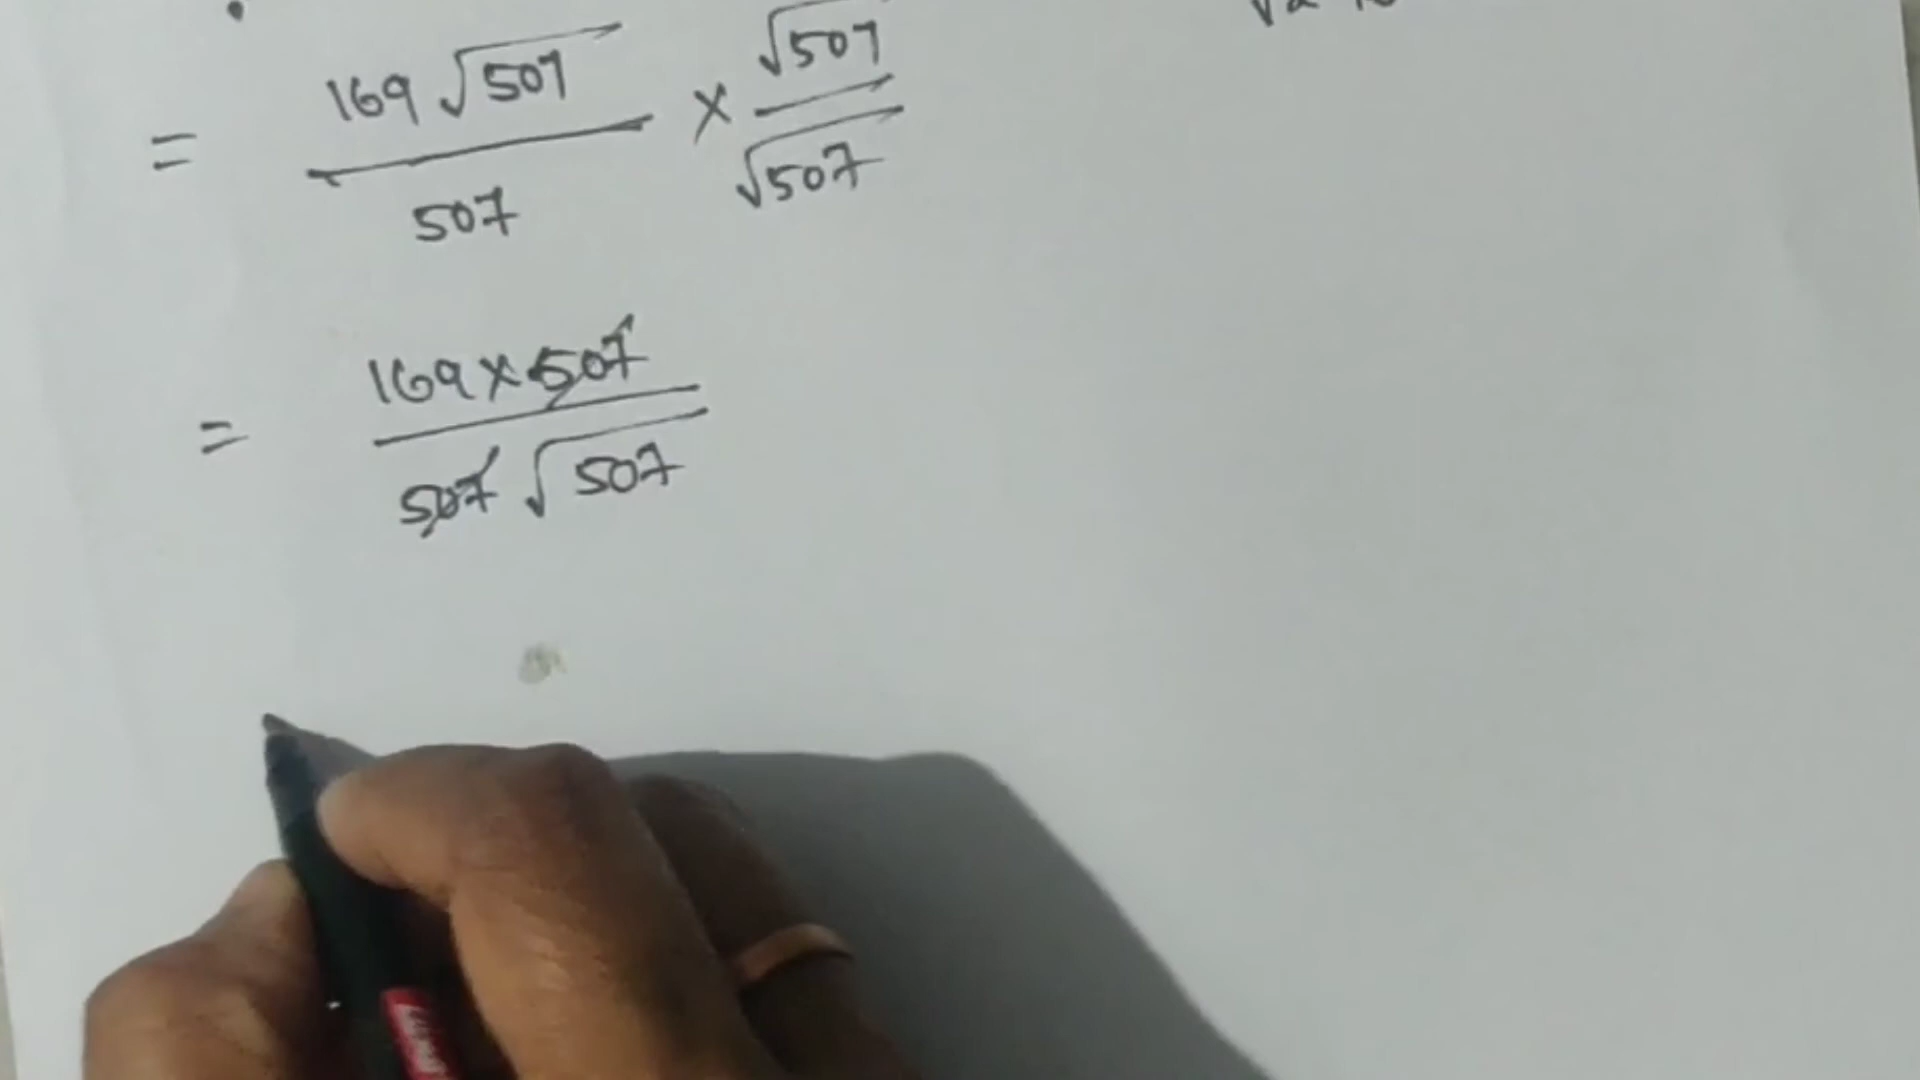 = 169√507 / 507 × √507 / √507
= 169×507 / 507 √507